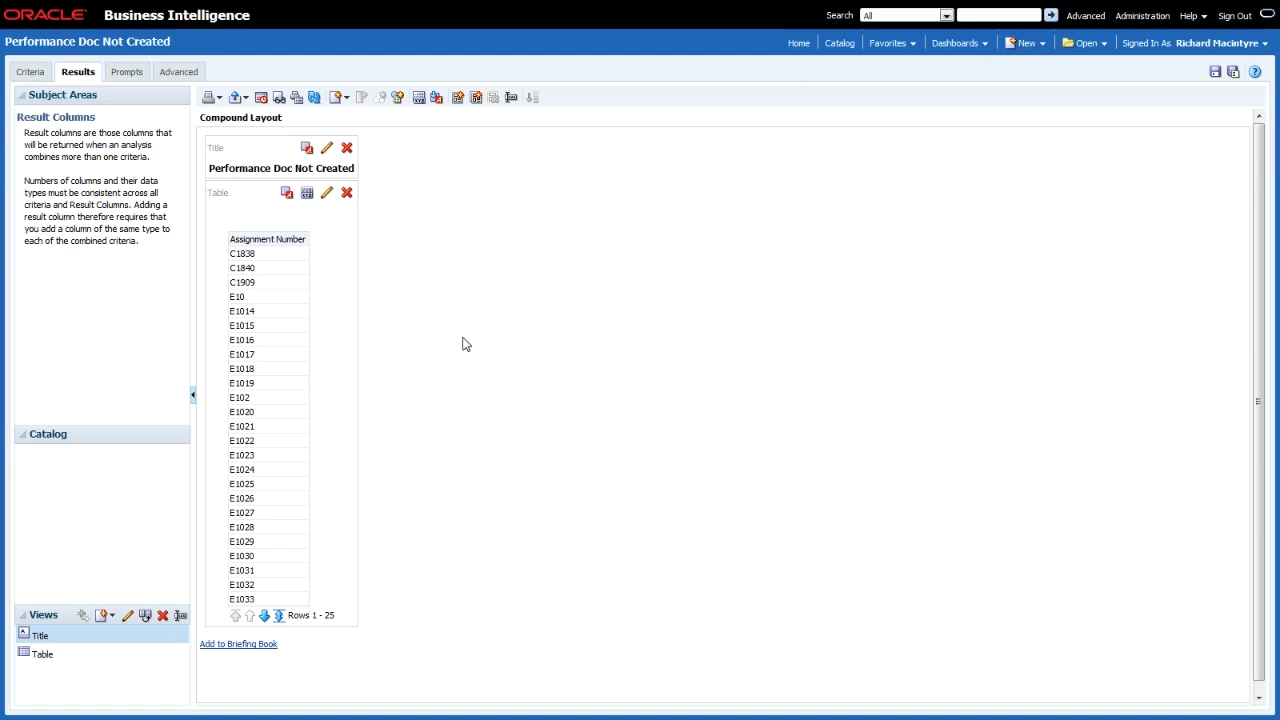 ORACLE Business Intelligence
Search All Advanced Administration Help Sign Out
Performance Doc Not Created
Home Catalog Favorites Dashboards New Open Signed In As Richard Macintyre
Criteria Results Prompts Advanced
Subject Areas
Result Columns
Result columns are those columns that
will be returned when an analysis
combines more than one criteria.
Numbers of columns and their data
types must be consistent across all
criteria and Result Columns. Adding a
result column therefore requires that
you add a column of the same type to
each of the combined criteria.
Catalog
Views
Title
Table
Compound Layout
Title
Performance Doc Not Created
Table
Assignment Number
C1838
C1840
C1909
E10
E1014
E1015
E1016
E1017
E1018
E1019
E102
E1020
E1021
E1022
E1023
E1024
E1025
E1026
E1027
E1028
E1029
E1030
E1031
E1032
E1033
Rows 1 - 25
Add to Briefing Book